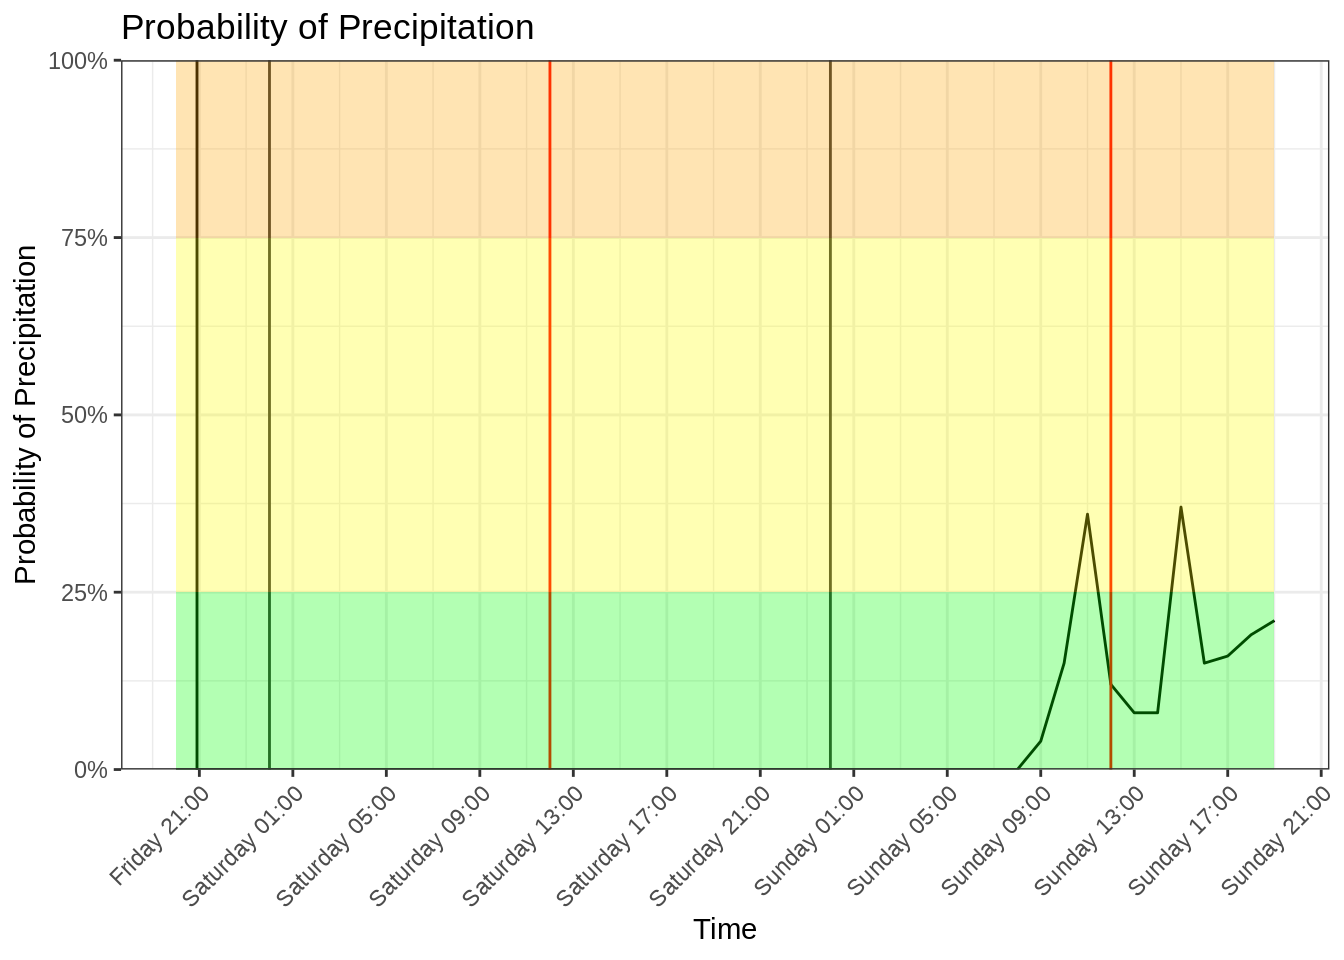 Probability of Precipitation
Probability of Precipitation
100%
75%
50%
25%
0%
Friday 21:00
Saturday 01:00
Saturday 05:00
Saturday 09:00
Saturday 13:00
Saturday 17:00
Saturday 21:00
Sunday 01:00
Sunday 05:00
Sunday 09:00
Sunday 13:00
Sunday 17:00
Sunday 21:00
Time